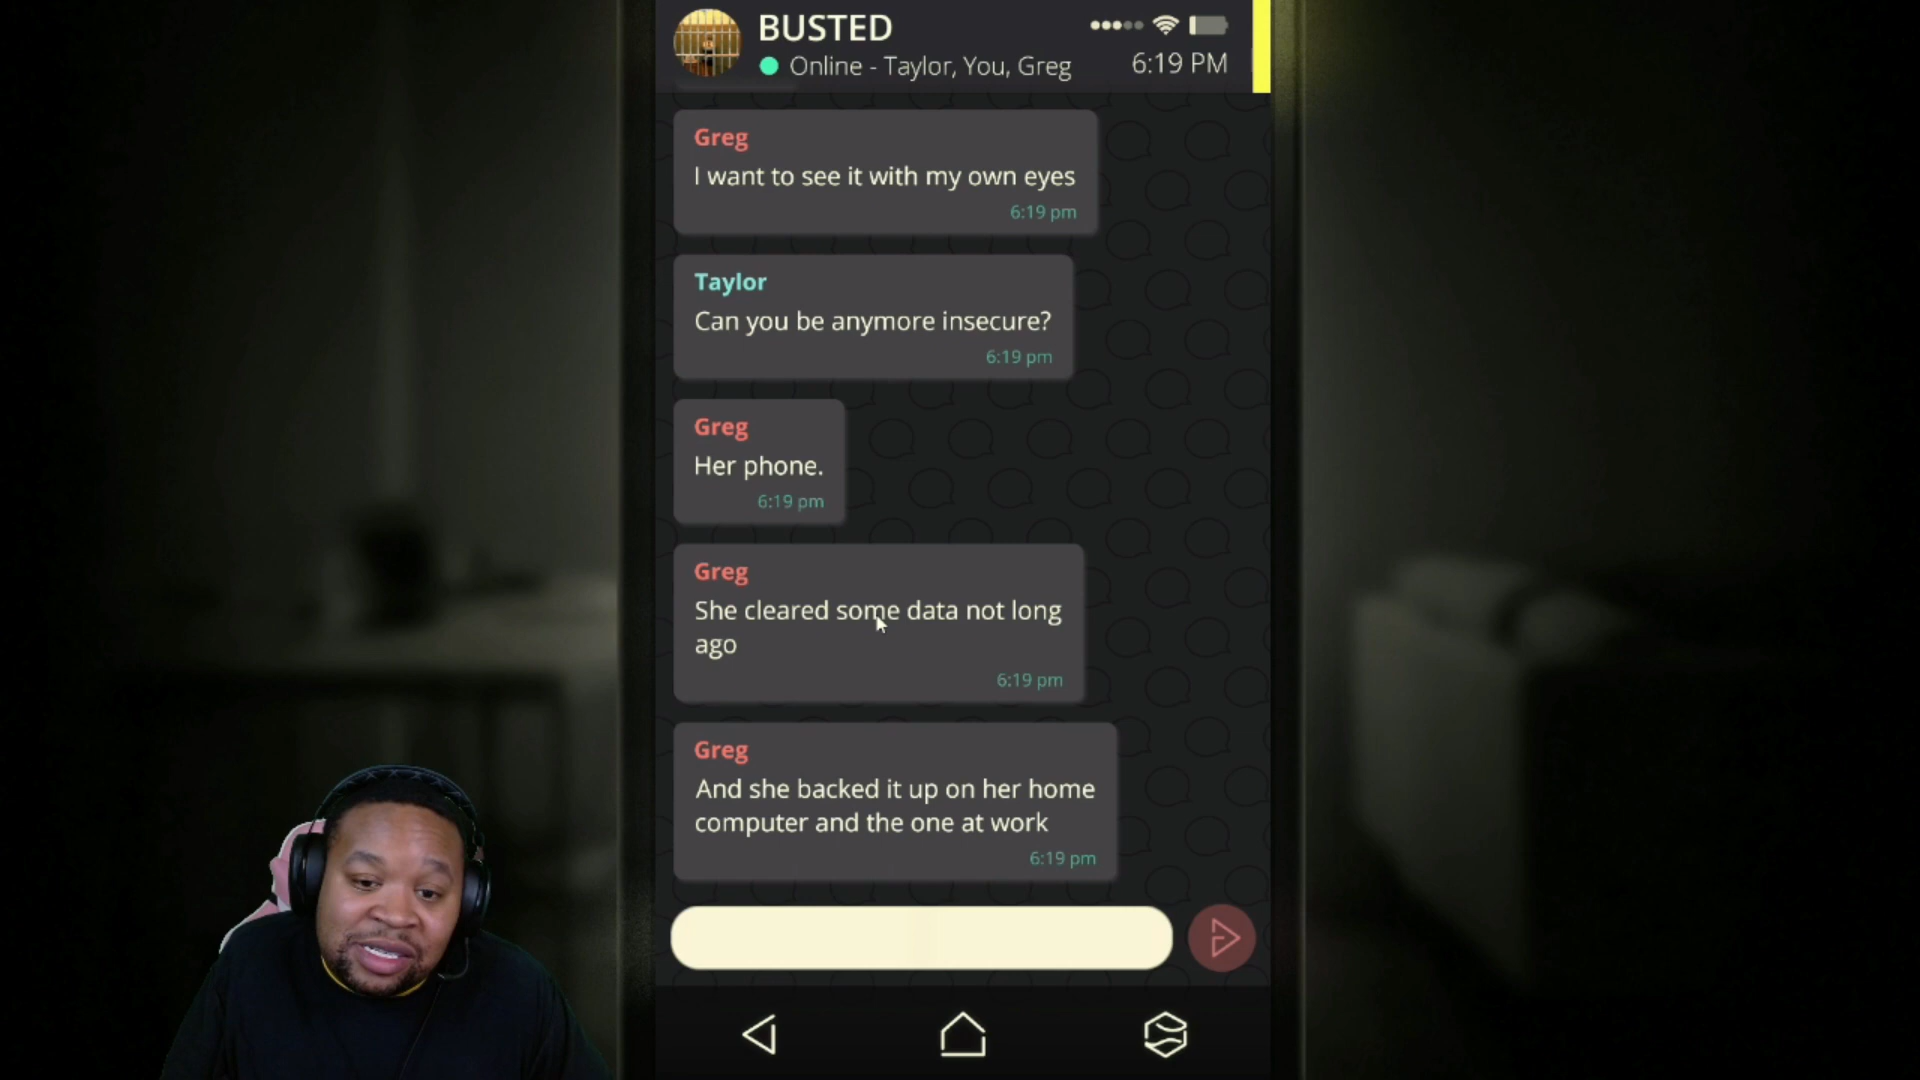 BUSTED
Online - Taylor, You, Greg
6:19 PM
Greg
I want to see it with my own eyes
6:19 pm
Taylor
Can you be anymore insecure?
6:19 pm
Greg
Her phone.
6:19 pm
Greg
She cleared some data not long
ago
6:19 pm
Greg
And she backed it up on her home
computer and the one at work
6:19 pm